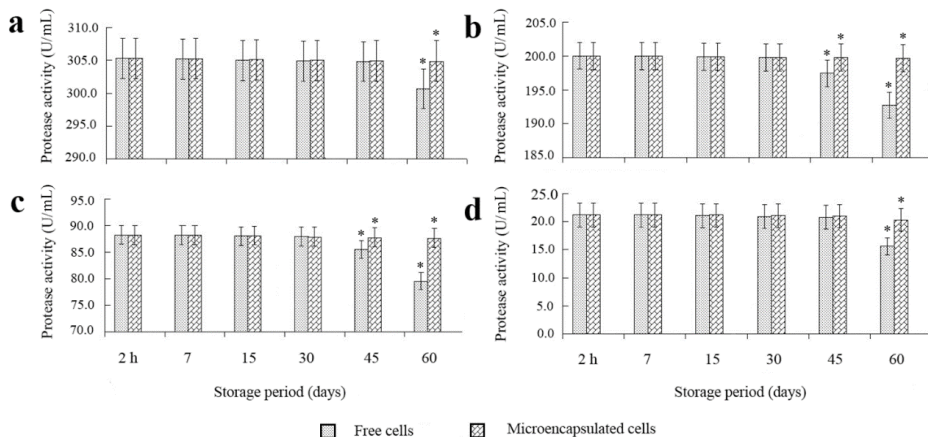 a
Protease activity (U/mL)
310.0
305.0
300.0
295.0
290.0
* *
b
Protease activity (U/mL)
205.0
200.0
195.0
190.0
185.0
* * * *
c
Protease activity (U/mL)
95.0
90.0
85.0
80.0
75.0
70.0
* * * *
2 h 7 15 30 45 60
Storage period (days)
d
Protease activity (U/mL)
25.0
20.0
15.0
10.0
5.0
0.0
* *
2 h 7 15 30 45 60
Storage period (days)
Free cells Microencapsulated cells